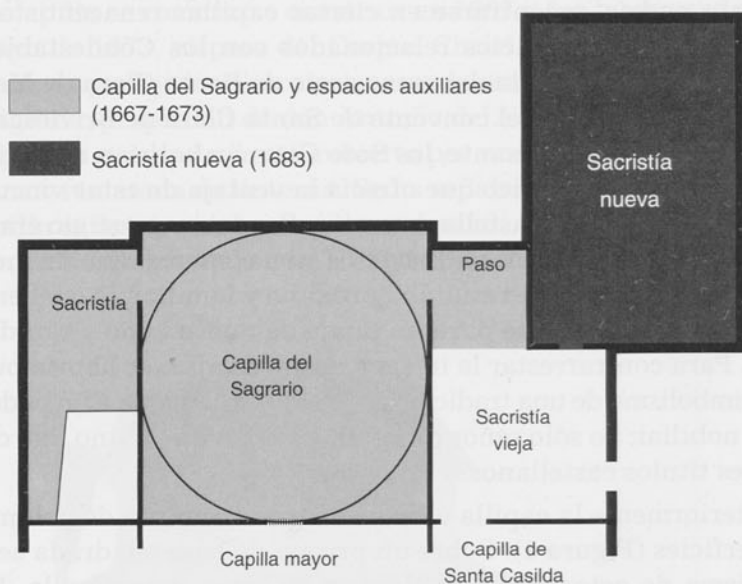 Capilla del Sagrario y espacios auxiliares
(1667-1673)
Sacristía nueva (1683)
Sacristía
nueva
Sacristía
Paso
Capilla del
Sagrario
Sacristía
vieja
Capilla mayor
Capilla de
Santa Casilda